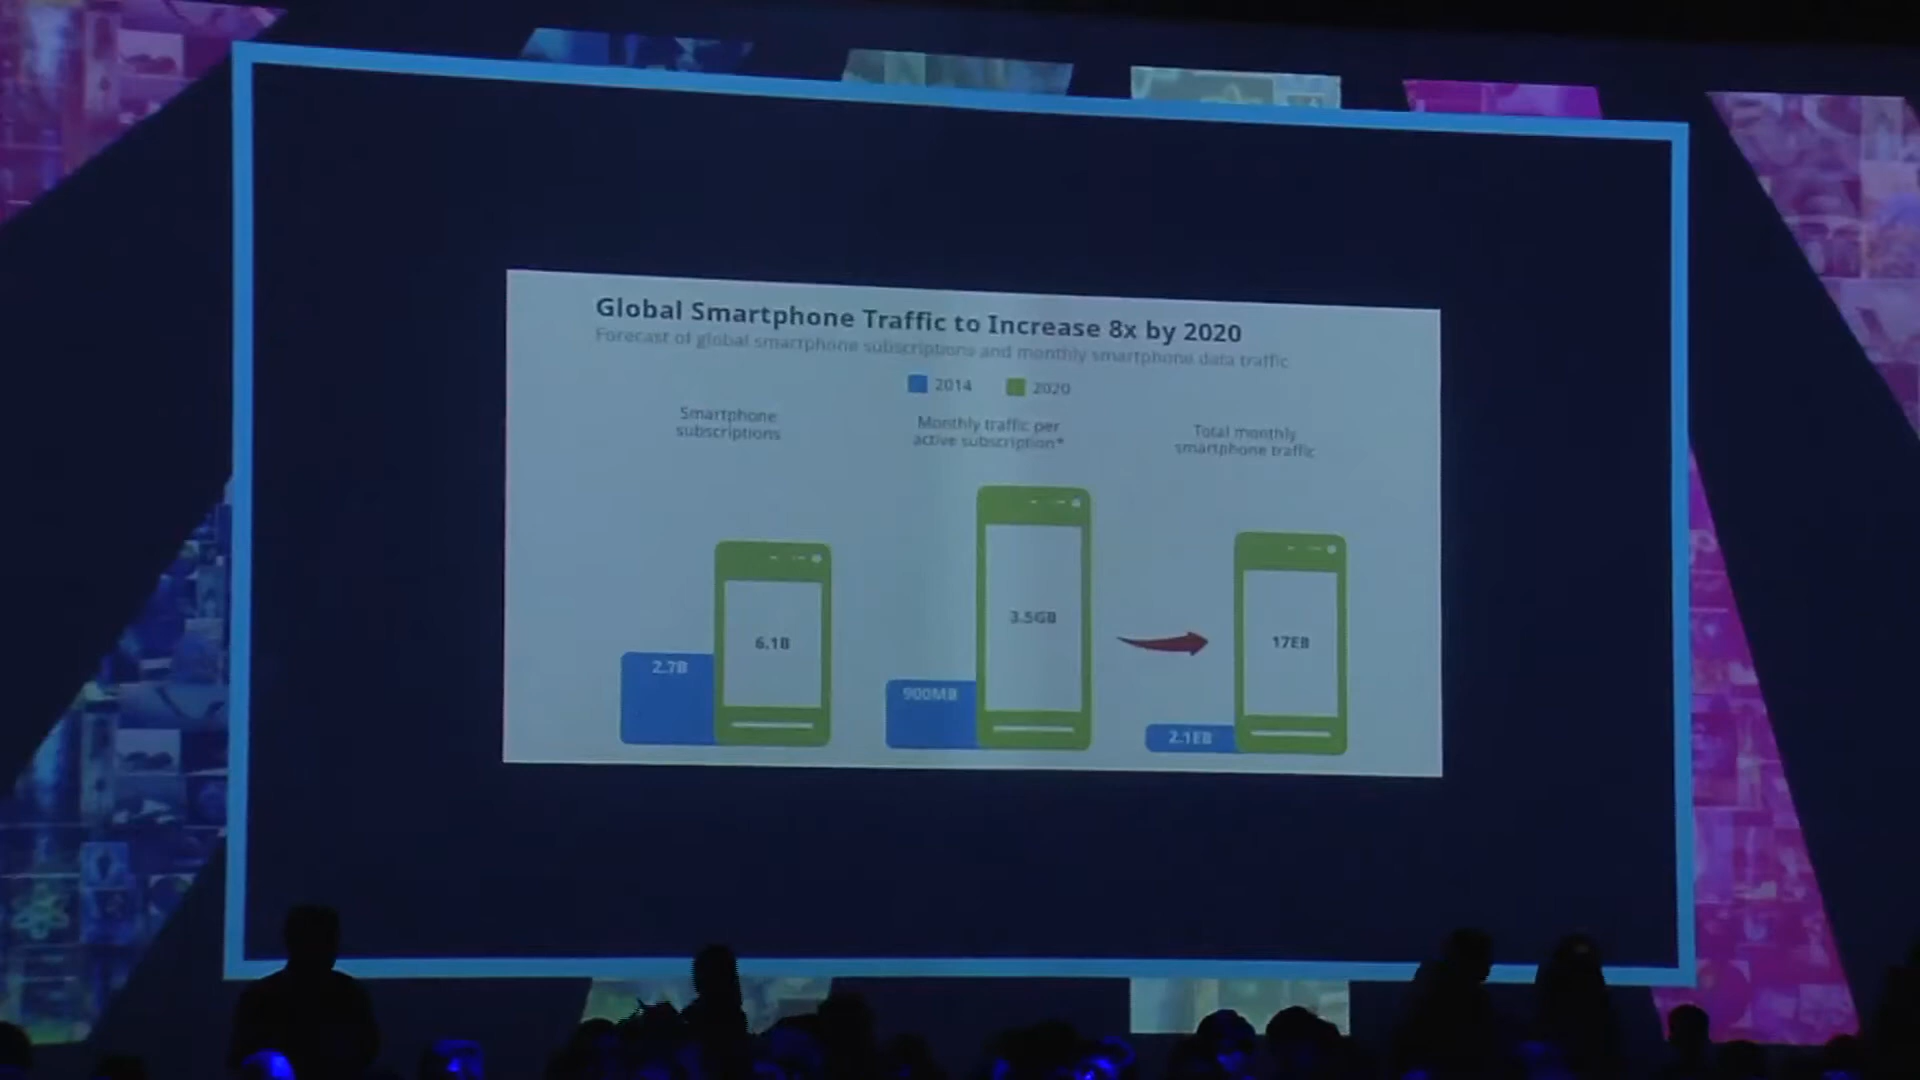 Global Smartphone Traffic to Increase 8x by 2020
Forecast of global smartphone subscriptions and monthly smartphone data traffic
2014 2020
Smartphone
subscriptions
Monthly traffic per
active subscription*
Total monthly
smartphone traffic
2.7B
6.1B
900MB
3.5GB
2.1EB
17EB